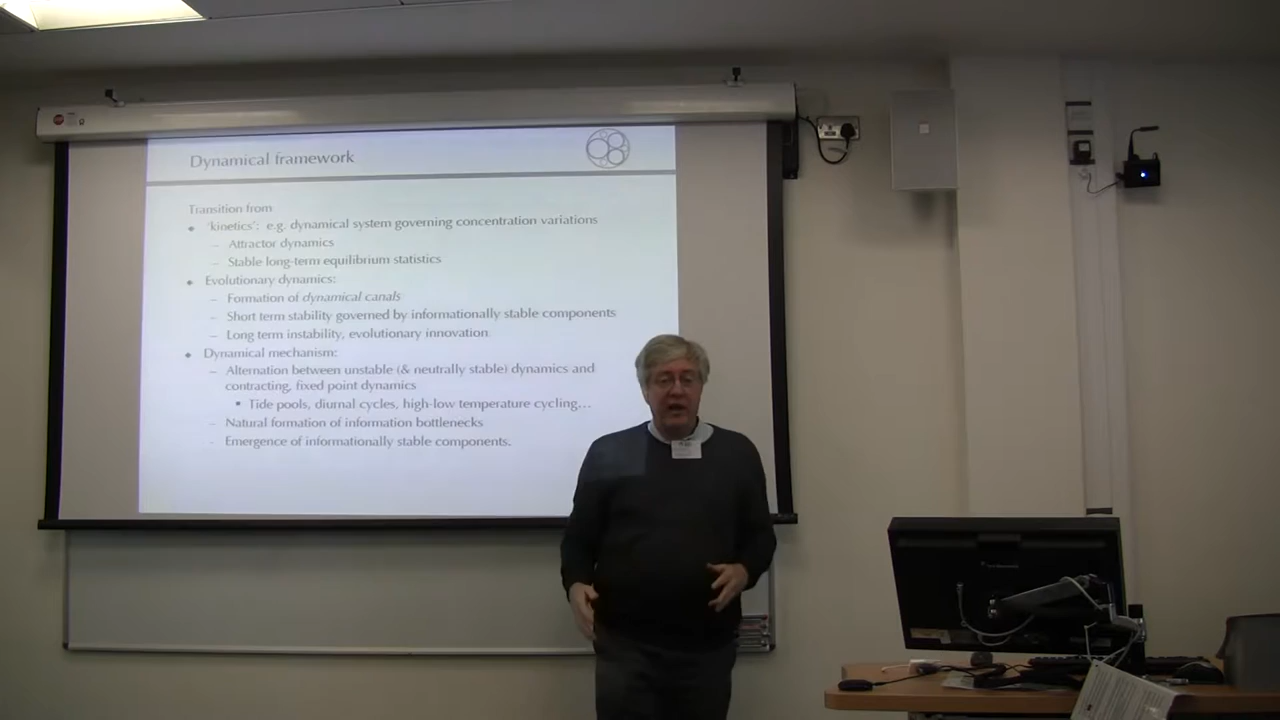 Dynamical framework
Transition from
'kinetics': e.g. dynamical system governing concentration variations
– Attractor dynamics
– Stable long-term equilibrium statistics
Evolutionary dynamics:
– Formation of dynamical canals
– Short term stability governed by informationally stable components
– Long term instability, evolutionary innovation
Dynamical mechanism:
– Alternation between unstable (& neutrally stable) dynamics and
contracting, fixed point dynamics
Tide pools, diurnal cycles, high-low temperature cycling...
– Natural formation of information bottlenecks
– Emergence of informationally stable components.